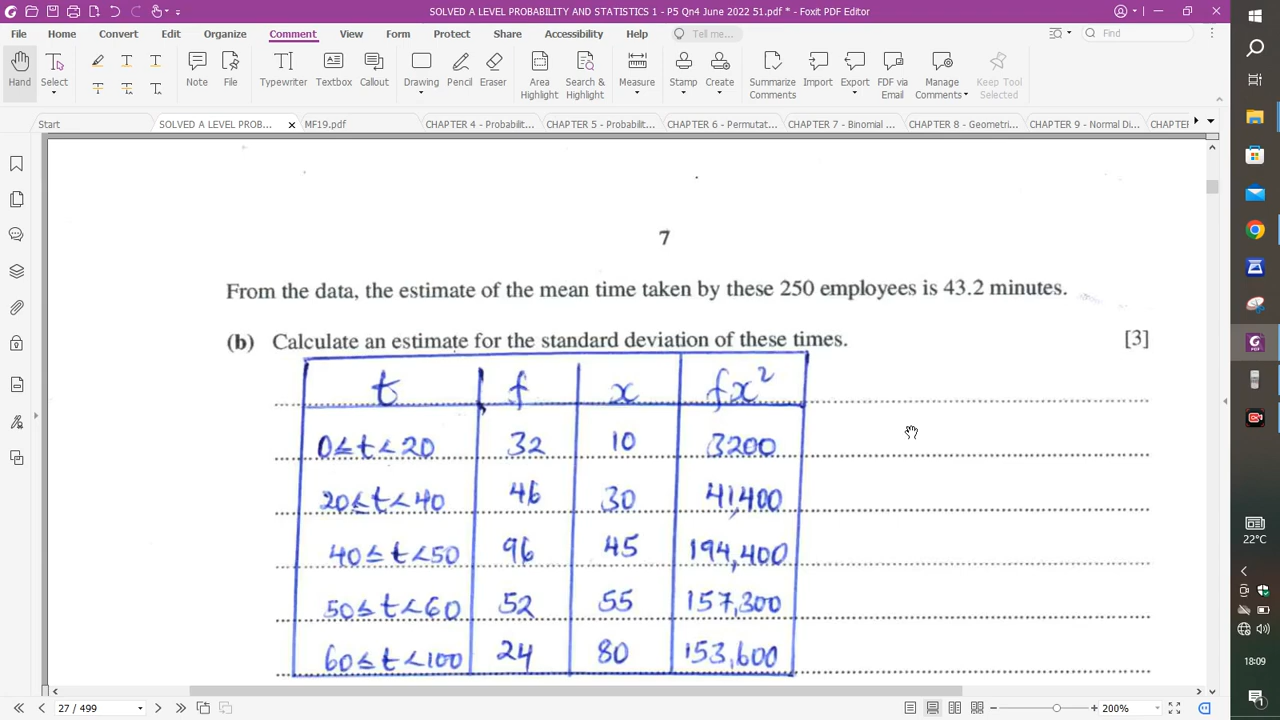 SOLVED A LEVEL PROBABILITY AND STATISTICS 1 - P5 Qn4 June 2022 51.pdf * - Foxit PDF Editor
File Home Convert Edit Organize Comment View Form Protect Share Accessibility Help Tell me... Find
Hand Select Note File Typewriter Textbox Callout Drawing Pencil Eraser Area Highlight Search & Highlight Measure Stamp Create Summarize Comments Import Export FDF via Email Manage Comments Keep Tool Selected
Start SOLVED A LEVEL PROB... MF19.pdf CHAPTER 4 - Probabilit... CHAPTER 5 - Probabilit... CHAPTER 6 - Permutat... CHAPTER 7 - Binomial ... CHAPTER 8 - Geometri... CHAPTER 9 - Normal Di... CHAPTE
7
From the data, the estimate of the mean time taken by these 250 employees is 43.2 minutes.
(b) Calculate an estimate for the standard deviation of these times. [3]
t f x fx²
0≤t<20 32 10 3200
20≤t<40 46 30 41,400
40≤t<50 96 45 194,400
50≤t<60 52 55 157,300
60≤t<100 24 80 153,600
27 / 499 200%
22°C
18:09